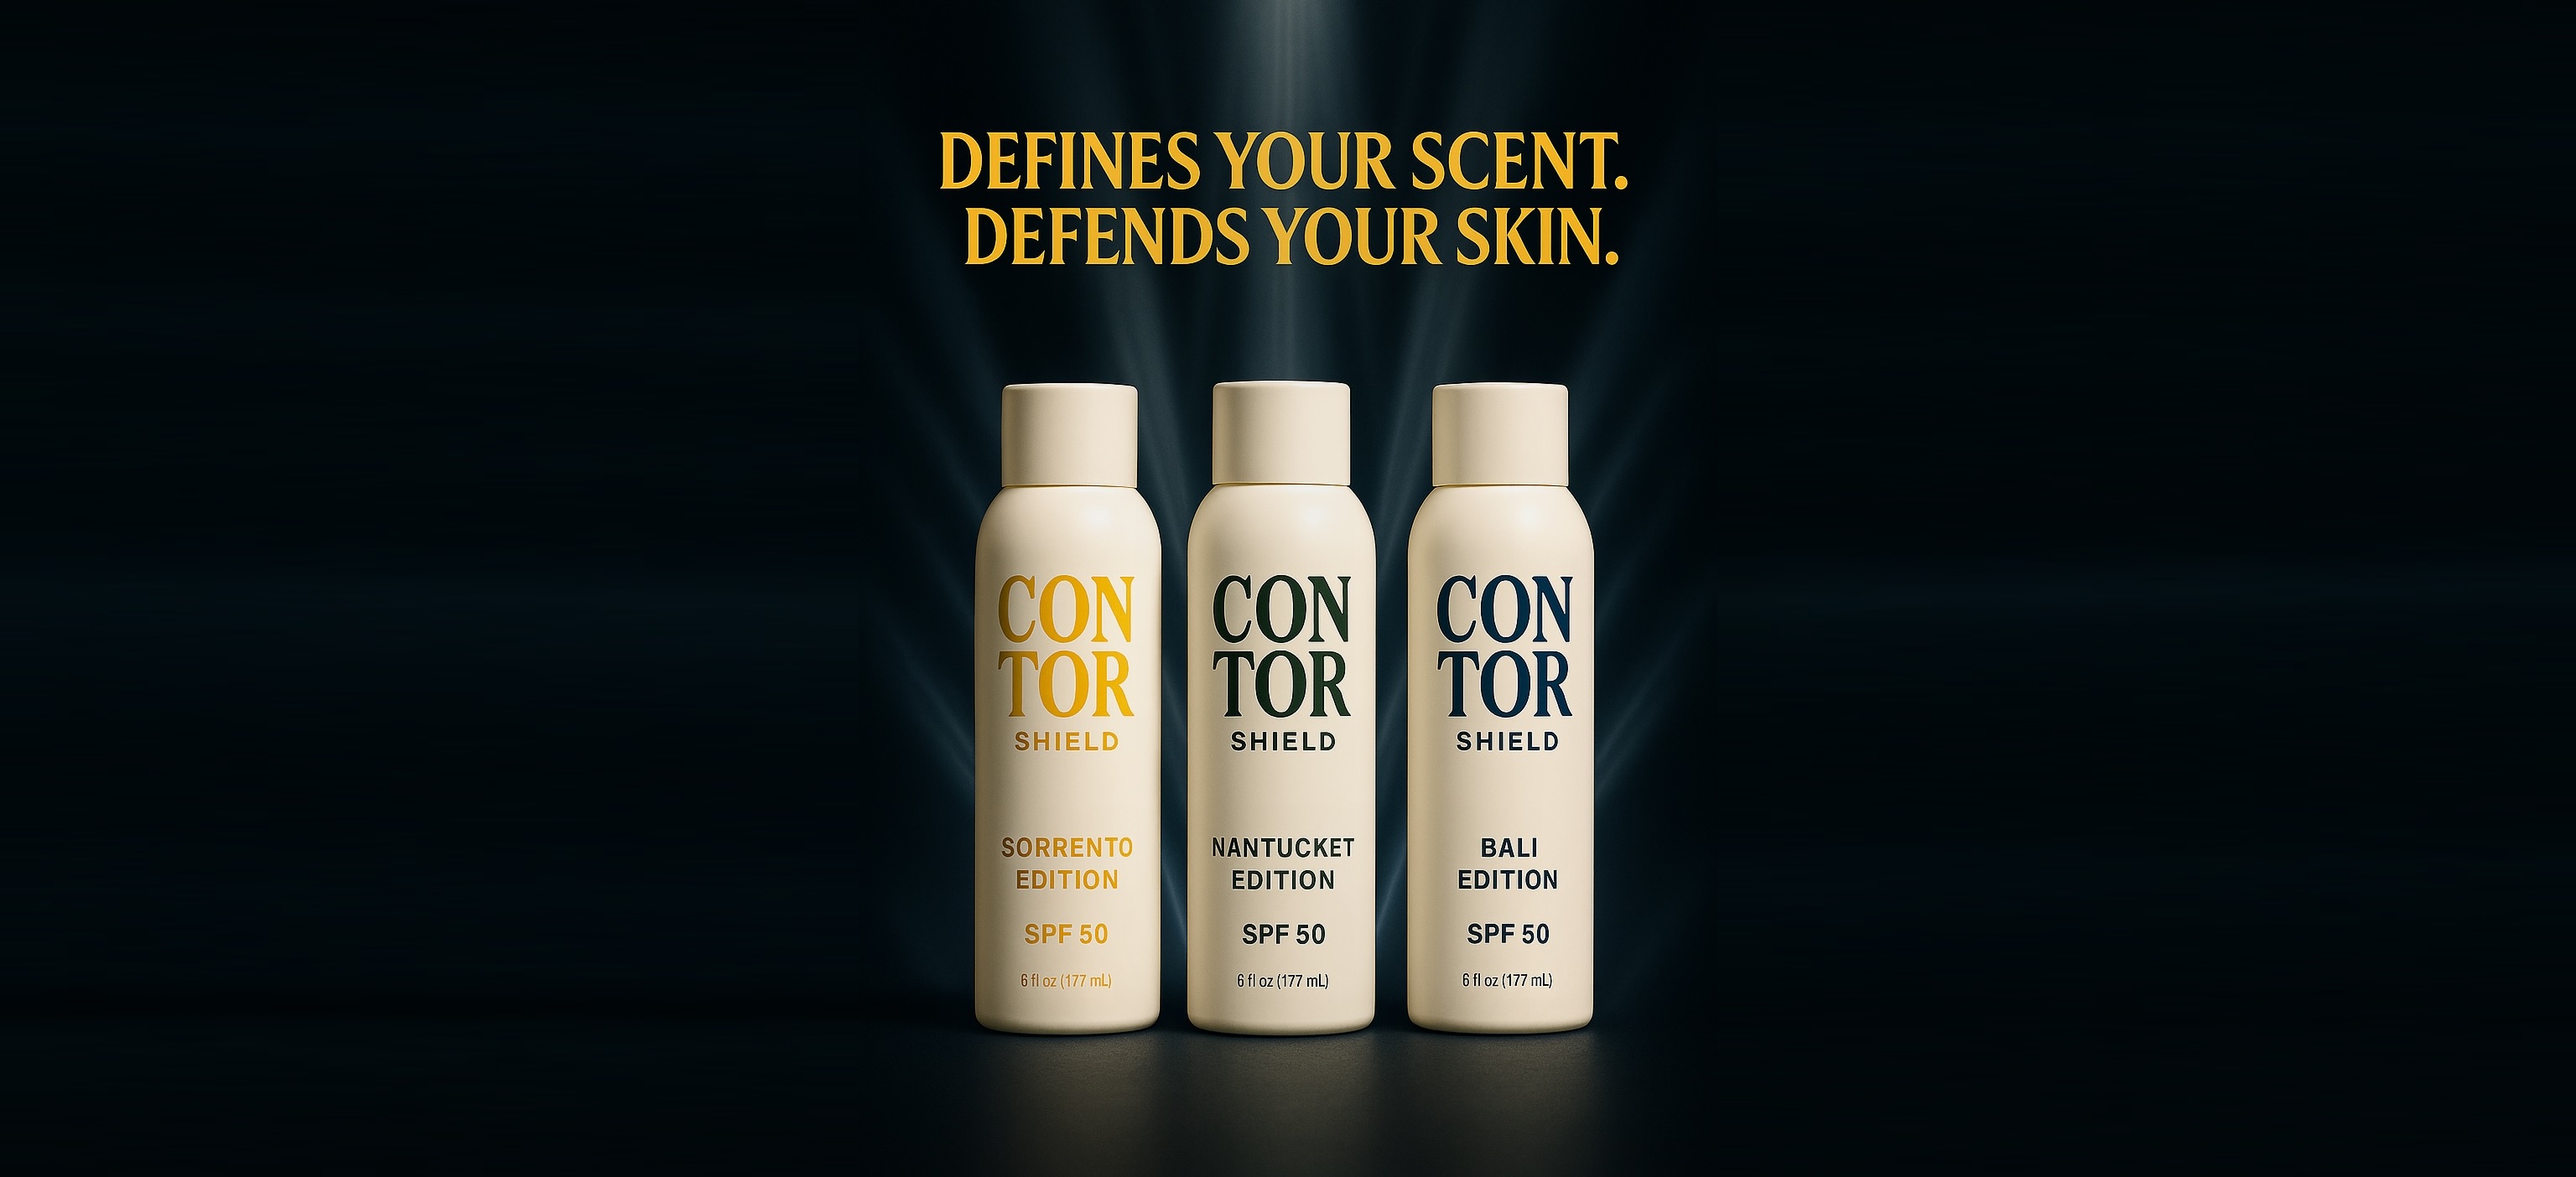 DEFINES YOUR SCENT.
DEFENDS YOUR SKIN.
CON
TOR
SHIELD
SORRENTO
EDITION
SPF 50
6 fl oz (177 mL)
CON
TOR
SHIELD
NANTUCKET
EDITION
SPF 50
6 fl oz (177 mL)
CON
TOR
SHIELD
BALI
EDITION
SPF 50
6 fl oz (177 mL)